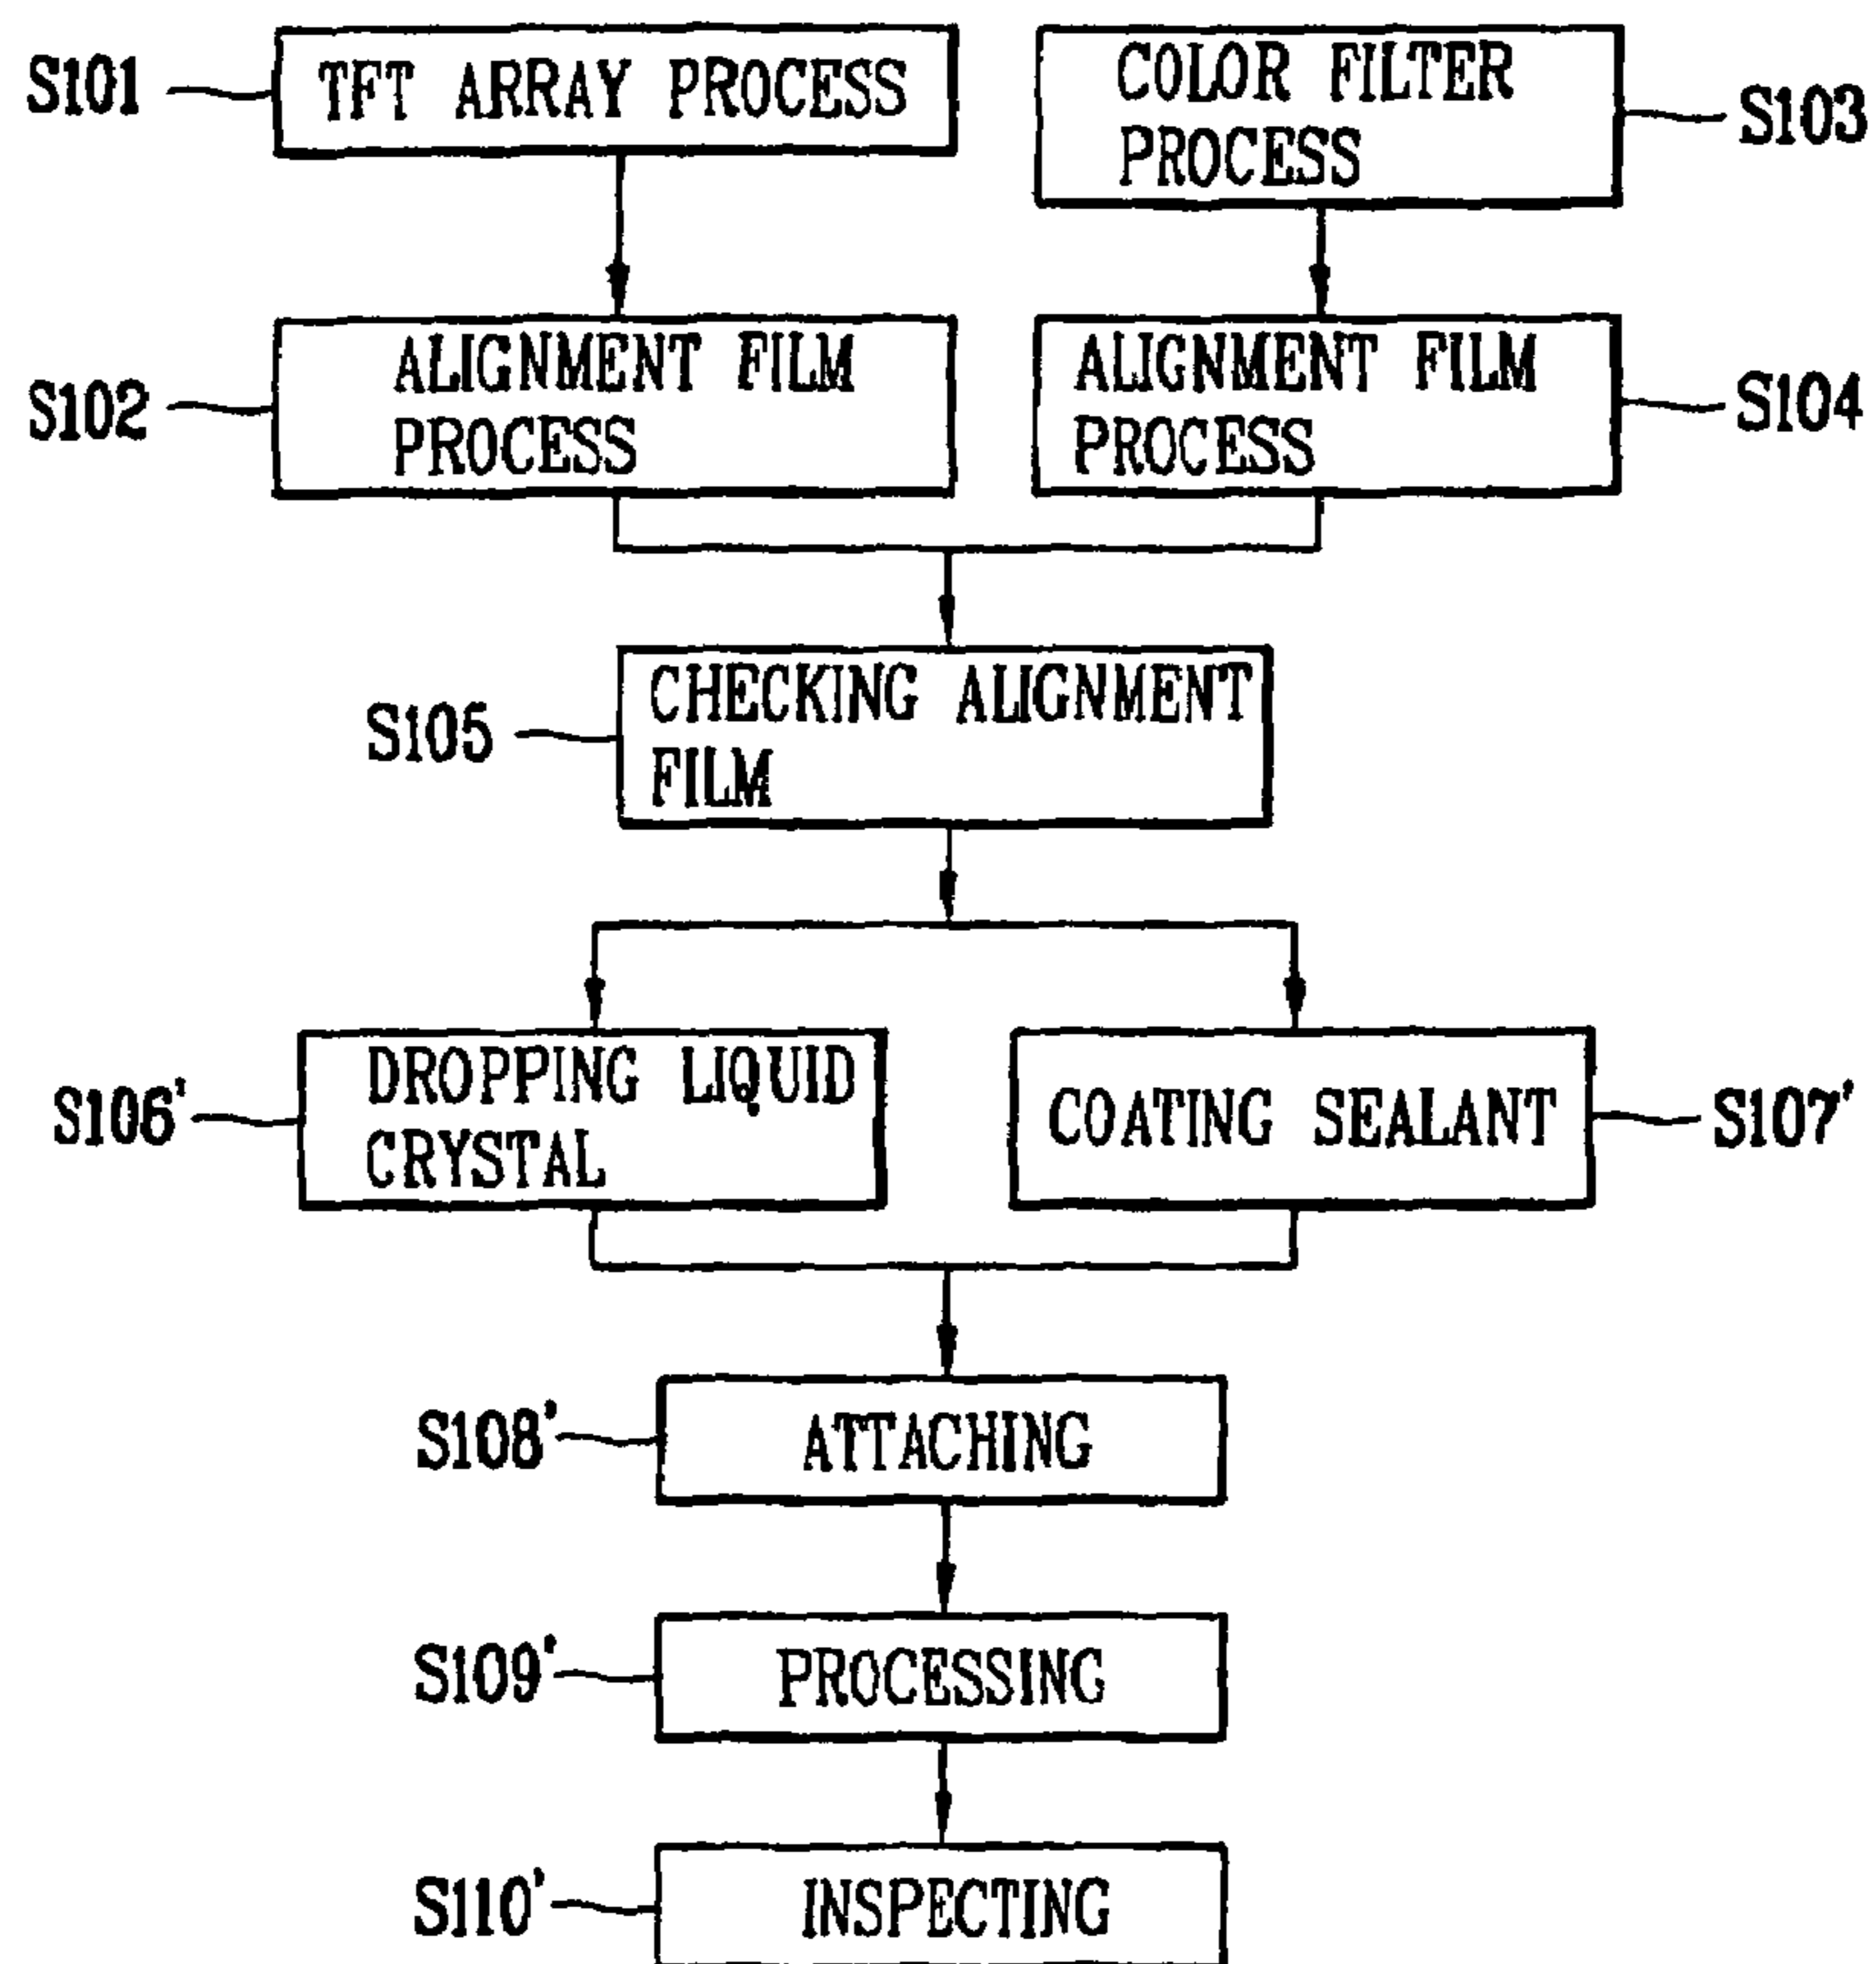 S101
TFT ARRAY PROCESS
COLOR FILTER
PROCESS
S103
S102
ALIGNMENT FILM
PROCESS
ALIGNMENT FILM
PROCESS
S104
S105
CHECKING ALIGNMENT
FILM
S106'
DROPPING LIQUID
CRYSTAL
COATING SEALANT
S107'
S108'
ATTACHING
S109'
PROCESSING
S110'
INSPECTING